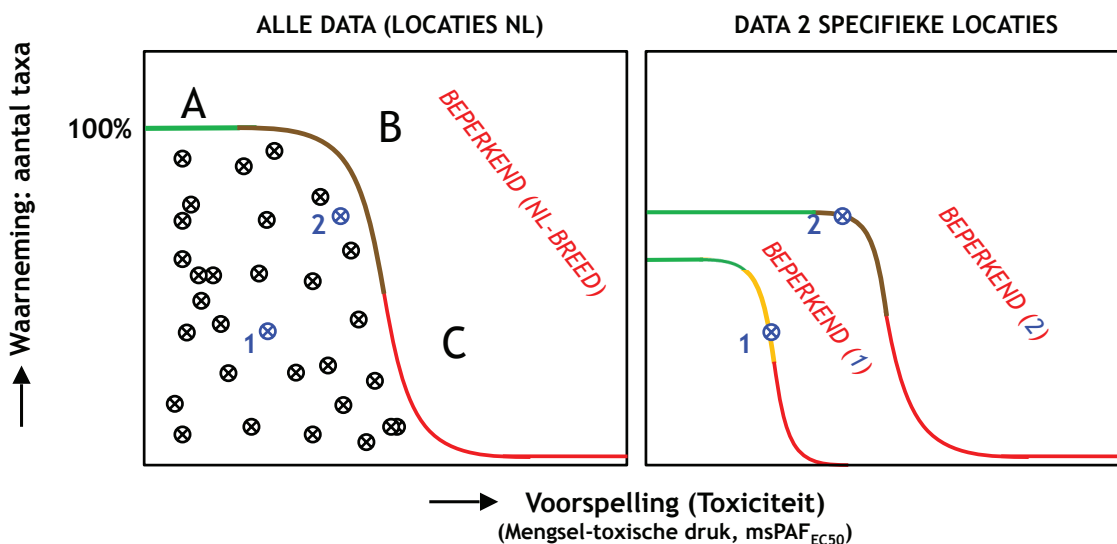 ALLE DATA (LOCATIES NL)
DATA 2 SPECIFIEKE LOCATIES
Waarneming: aantal taxa
100%
A
B
C
2
1
BEPERKEND (NL-BREED)
2
1
BEPERKEND (1)
BEPERKEND (2)
Voorspelling (Toxiciteit)
(Mengsel-toxische druk, msPAFEC50)